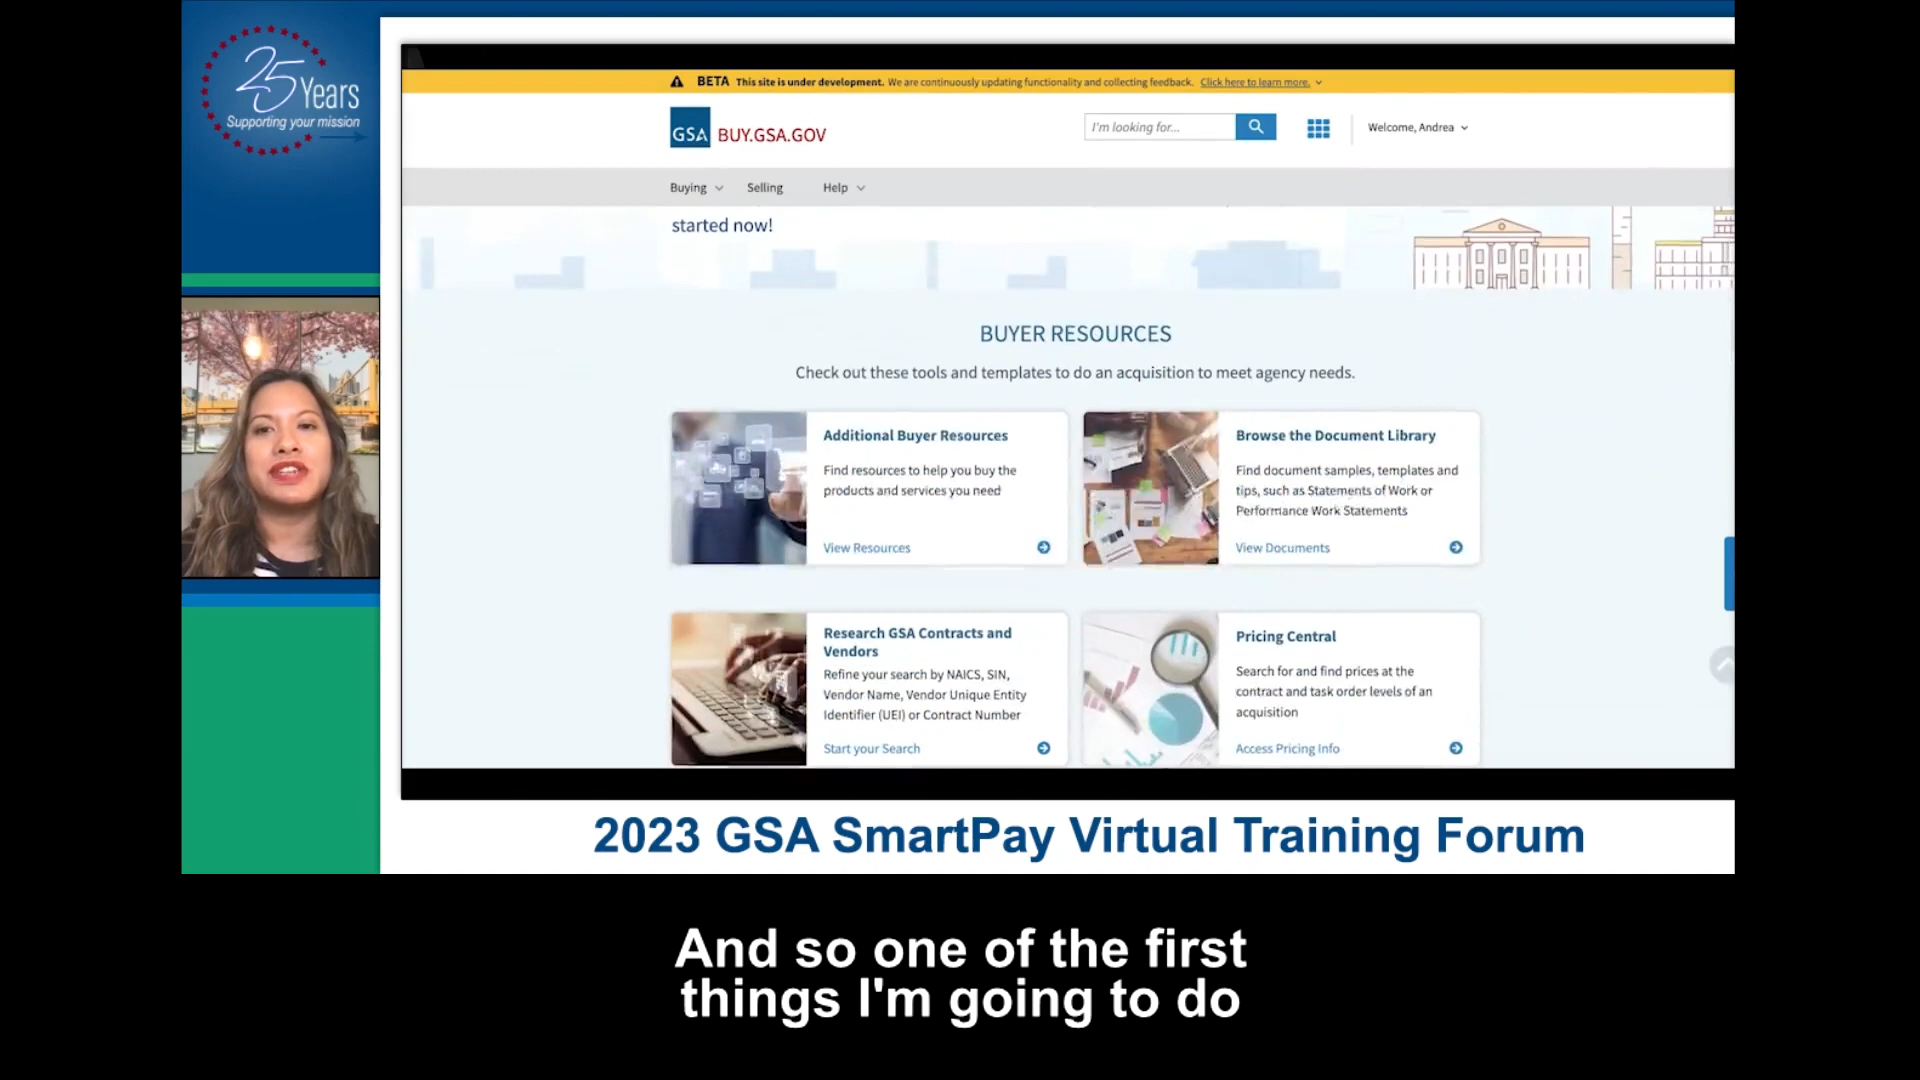 25 Years
Supporting your mission
BETA This site is under development. We are continuously updating functionality and collecting feedback. Click here to learn more.
GSA BUY.GSA.GOV
I'm looking for...
Welcome, Andrea
Buying
Selling
Help
started now!
BUYER RESOURCES
Check out these tools and templates to do an acquisition to meet agency needs.
Additional Buyer Resources
Find resources to help you buy the
products and services you need
View Resources
Browse the Document Library
Find document samples, templates and
tips, such as Statements of Work or
Performance Work Statements
View Documents
Research GSA Contracts and
Vendors
Refine your search by NAICS, SIN,
Vendor Name, Vendor Unique Entity
Identifier (UEI) or Contract Number
Start your Search
Pricing Central
Search for and find prices at the
contract and task order levels of an
acquisition
Access Pricing Info
2023 GSA SmartPay Virtual Training Forum
And so one of the first
things I'm going to do